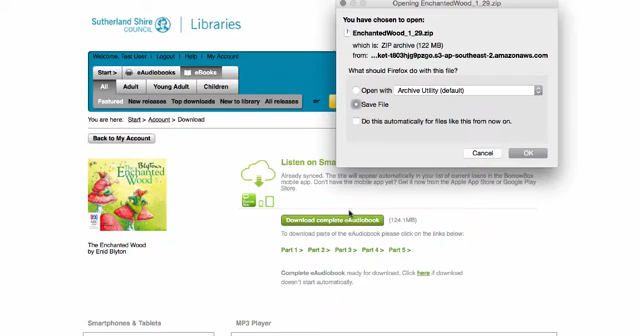 Opening EnchantedWood_1_29.zip
You have chosen to open:
EnchantedWood_1_29.zip
which is: ZIP archive (122 MB)
from: ...ket-t803hjg9pzgo.s3-ap-southeast-2.amazonaws.com
What should Firefox do with this file?
Open with Archive Utility (default)
Save File
Do this automatically for files like this from now on.
Cancel OK
Sutherland Shire
COUNCIL
Libraries
Welcome, Test User Logout Help My Account
Start > eAudiobooks eBooks
All Adult Young Adult Children
Featured New releases Top downloads New to library All releases or
You are here: Start > Account > Download
Back to My Account
Blyton's
The Enchanted
Wood
The Enchanted Wood
by Enid Blyton
Listen on Sma
Already synced. The title will appear automatically in your list of current loans in the BorrowBox
mobile app. Don't have the mobile app yet? Get it now from the Apple App Store or Google Play
Store.
Download complete eAudiobook (124.1MB)
To download parts of the eAudiobook please click on the links below:
Part 1 > Part 2 > Part 3 > Part 4 > Part 5 >
Complete eAudiobook ready for download. Click here if download
doesn't start automatically.
Smartphones & Tablets MP3 Player